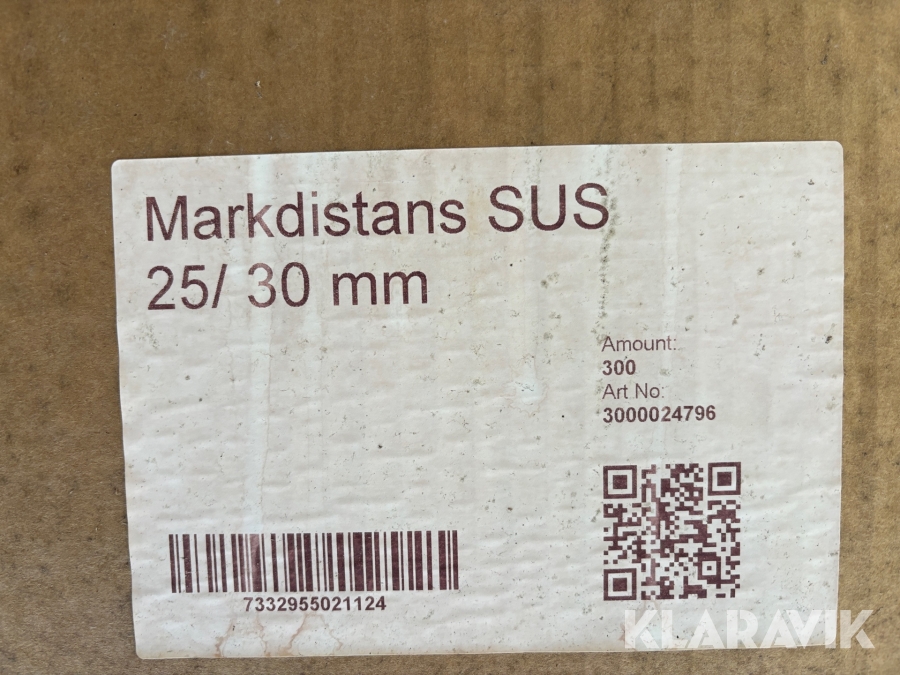 Markdistans SUS
25/ 30 mm
Amount:
300
Art No:
3000024796
7332955021124
KLARAVIK